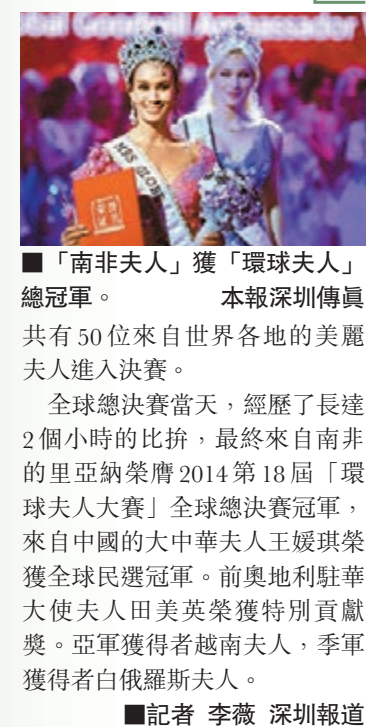 MRS GLOB
■「南非夫人」獲「環球夫人」
總冠軍。 本報深圳傳真
共有50位來自世界各地的美麗
夫人進入決賽。
全球總決賽當天，經歷了長達
2個小時的比拚，最終來自南非
的里亞納榮膺2014第18屆「環
球夫人大賽」全球總決賽冠軍，
來自中國的大中華夫人王媛琪榮
獲全球民選冠軍。前奧地利駐華
大使夫人田美英榮獲特別貢獻
獎。亞軍獲得者越南夫人，季軍
獲得者白俄羅斯夫人。
■記者 李薇 深圳報道